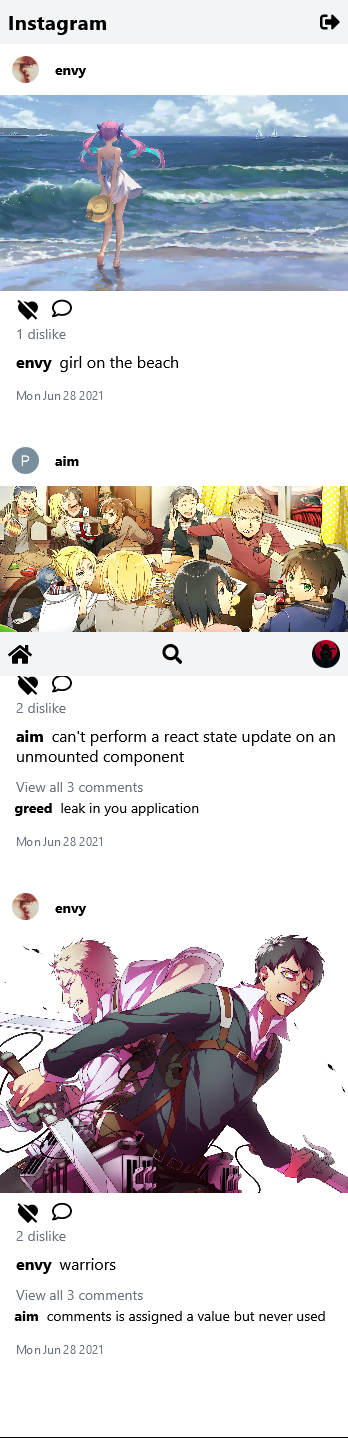 Instagram
envy
1 dislike
envy girl on the beach
Mon Jun 28 2021
P
aim
2 dislike
aim can't perform a react state update on an
unmounted component
View all 3 comments
greed leak in you application
Mon Jun 28 2021
envy
2 dislike
envy warriors
View all 3 comments
aim comments is assigned a value but never used
Mon Jun 28 2021